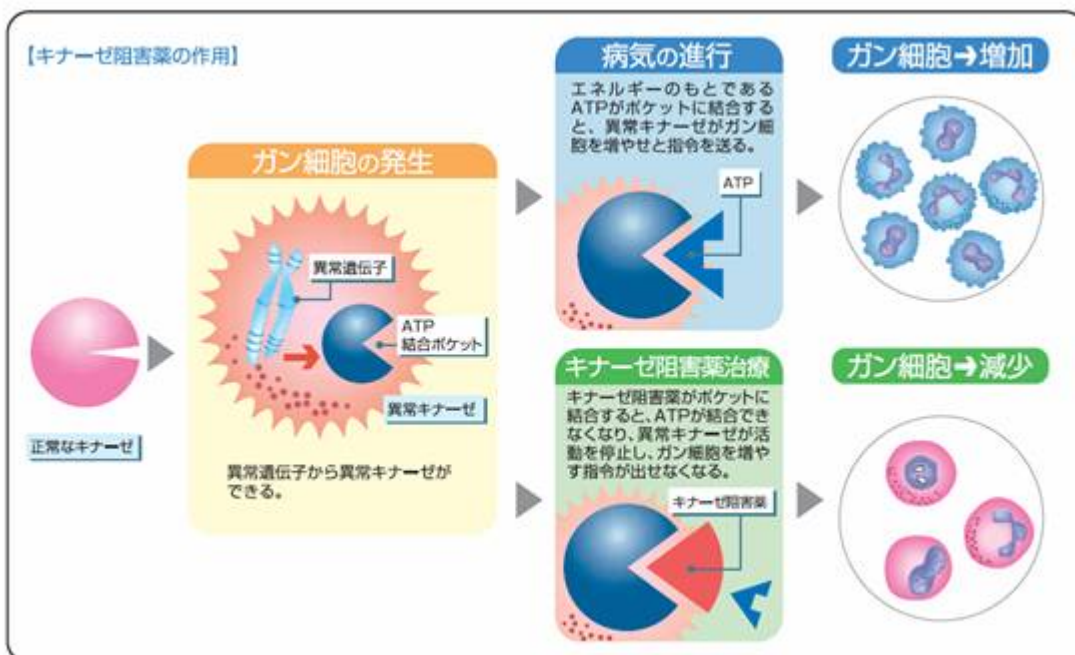 【キナーゼ阻害薬の作用】
正常なキナーゼ
ガン細胞の発生
異常遺伝子
ATP
結合ポケット
異常キナーゼ
異常遺伝子から異常キナーゼが
できる。
病気の進行
エネルギーのもとである
ATPがポケットに結合する
と、異常キナーゼがガン細
胞を増やせと指令を送る。
ATP
ガン細胞→増加
キナーゼ阻害薬治療
キナーゼ阻害薬がポケットに
結合すると、ATPが結合でき
なくなり、異常キナーゼが活
動を停止し、ガン細胞を増や
す指令が出せなくなる。
キナーゼ阻害薬
ガン細胞→減少